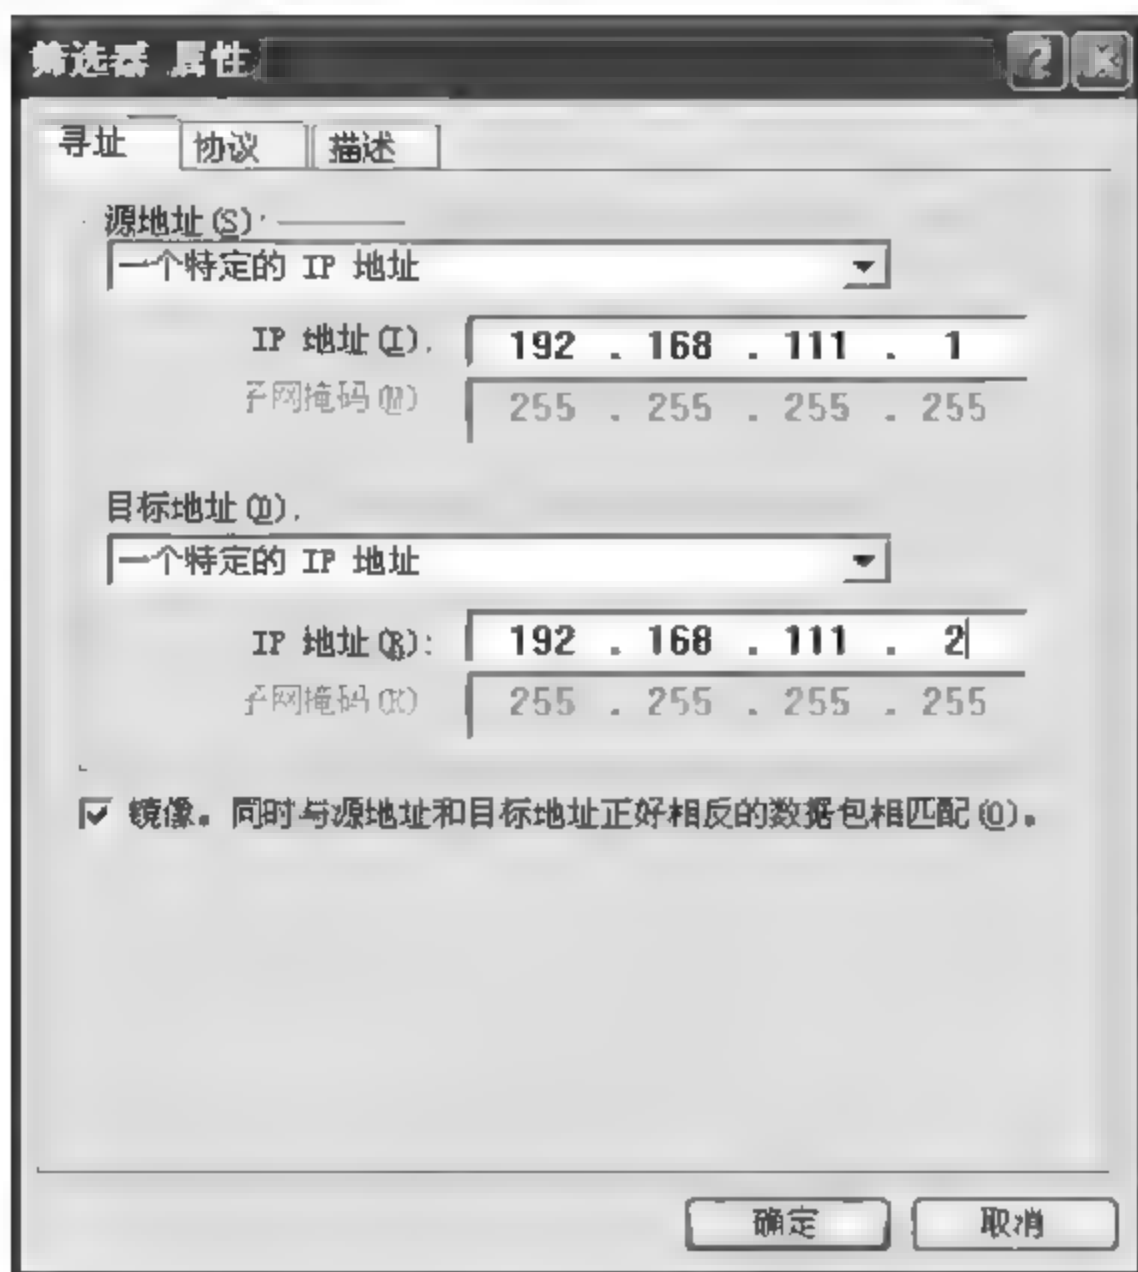 筛选器 属性
寻址 协议 描述
源地址(S):
一个特定的 IP 地址
IP 地址(I). 192 . 168 . 111 . 1
子网掩码(M) 255 . 255 . 255 . 255
目标地址(D).
一个特定的 IP 地址
IP 地址(R): 192 . 168 . 111 . 2
子网掩码(K) 255 . 255 . 255 . 255
镜像。同时与源地址和目标地址正好相反的数据包相匹配(O)。
确定 取消